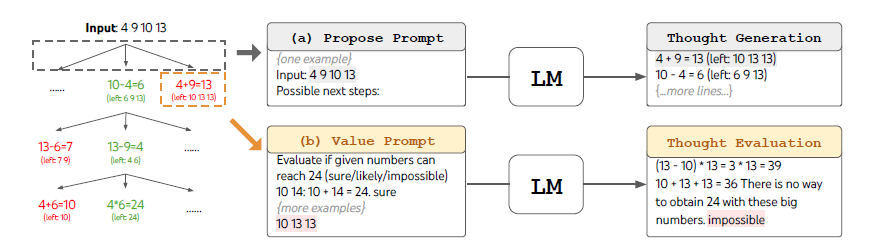 Input: 4 9 10 13
......
10-4=6
(left: 6 9 13)
4+9=13
(left: 10 13 13)
13-6=7
(left: 7 9)
13-9=4
(left: 4 6)
......
4+6=10
(left: 10)
4*6=24
(left: 24)
......
(a) Propose Prompt
{one example}
Input: 4 9 10 13
Possible next steps:
LM
Thought Generation
4 + 9 = 13 (left: 10 13 13)
10 - 4 = 6 (left: 6 9 13)
{...more lines...}
(b) Value Prompt
Evaluate if given numbers can
reach 24 (sure/likely/impossible)
10 14: 10 + 14 = 24. sure
{more examples}
10 13 13
LM
Thought Evaluation
(13 - 10) * 13 = 3 * 13 = 39
10 + 13 + 13 = 36 There is no way
to obtain 24 with these big
numbers. impossible